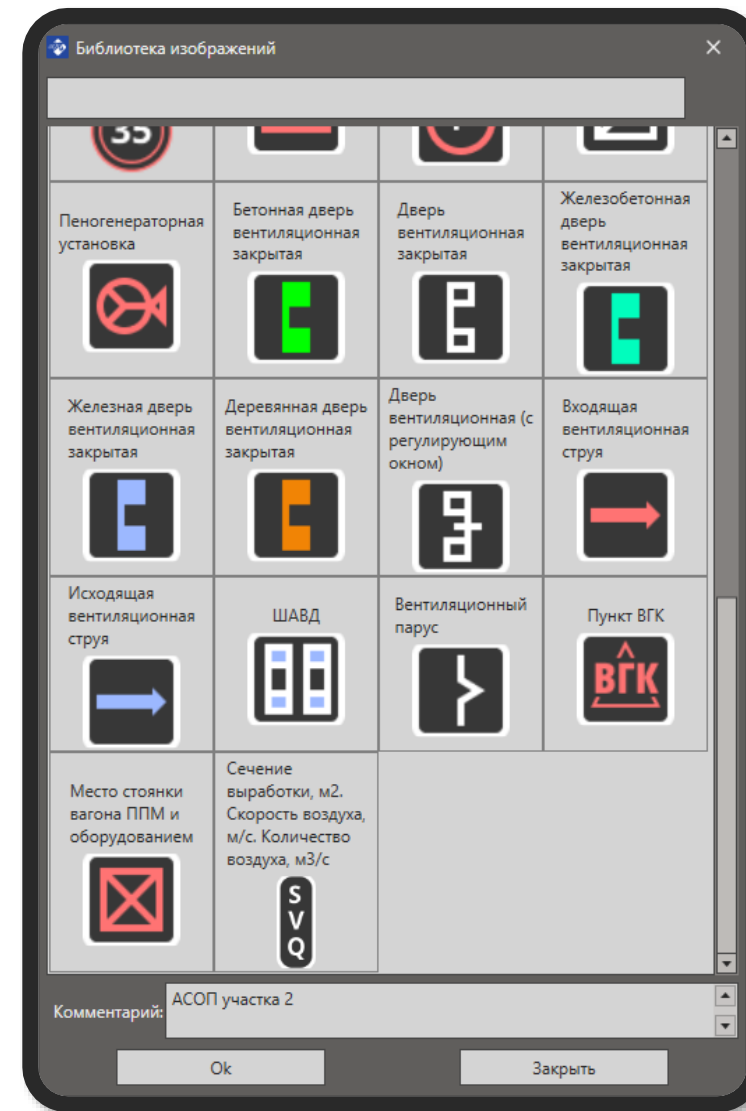 Библиотека изображений
35
Пеногенераторная
установка
Бетонная дверь
вентиляционная
закрытая
Дверь
вентиляционная
закрытая
Железобетонная
дверь
вентиляционная
закрытая
Железная дверь
вентиляционная
закрытая
Деревянная дверь
вентиляционная
закрытая
Дверь
вентиляционная (с
регулирующим
окном)
Входящая
вентиляционная
струя
Исходящая
вентиляционная
струя
ШАВД
Вентиляционный
парус
Пункт ВГК
ВГК
Место стоянки
вагона ППМ и
оборудованием
Сечение
выработки, м2.
Скорость воздуха,
м/с. Количество
воздуха, м3/с
S
V
Q
Комментарий:
АСОП участка 2
Ok
Закрыть